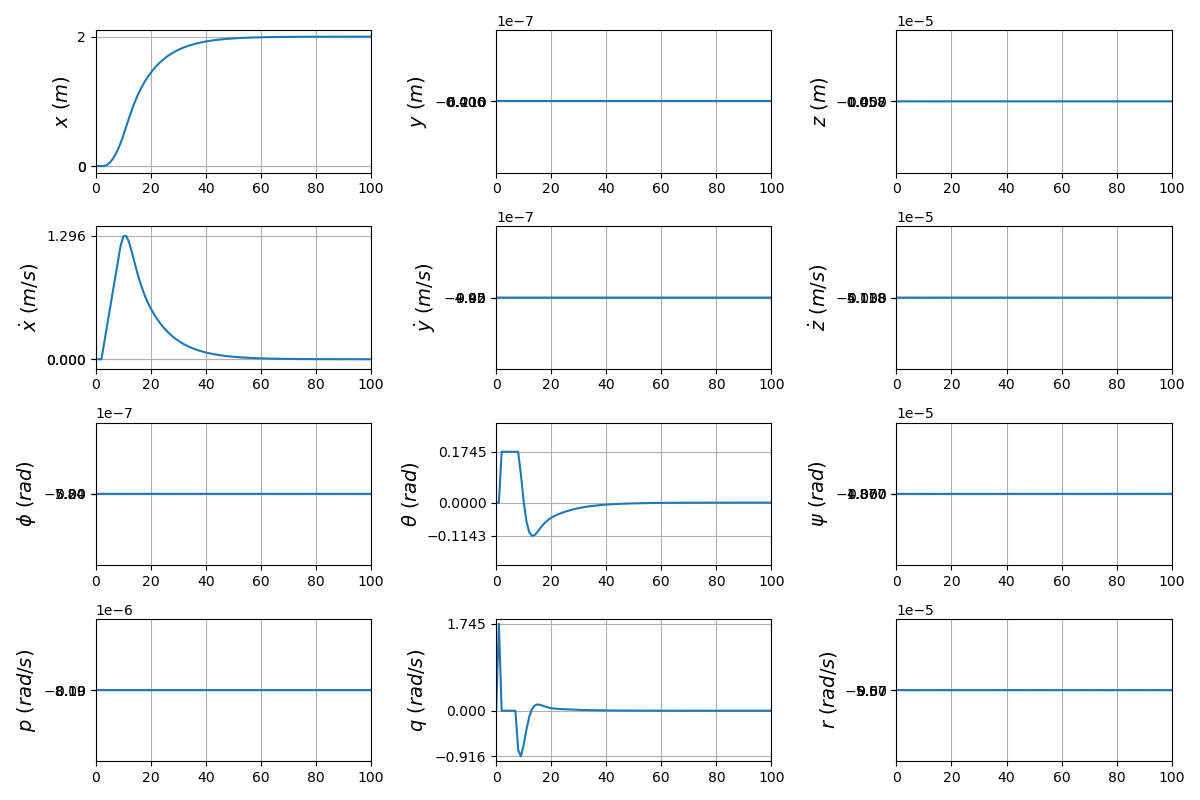 1e−7 1e−5
x (m) 2 0 y (m) z (m)
0 20 40 60 80 100 0 20 40 60 80 100 0 20 40 60 80 100
1e−7 1e−5
ẋ (m/s) 1.296 0.000 ẏ (m/s) ż (m/s)
0 20 40 60 80 100 0 20 40 60 80 100 0 20 40 60 80 100
1e−7 1e−5
ϕ (rad) θ (rad) 0.1745 0.0000 −0.1143 ψ (rad)
0 20 40 60 80 100 0 20 40 60 80 100 0 20 40 60 80 100
1e−6 1e−5
p (rad/s) q (rad/s) 1.745 0.000 −0.916 r (rad/s)
0 20 40 60 80 100 0 20 40 60 80 100 0 20 40 60 80 100